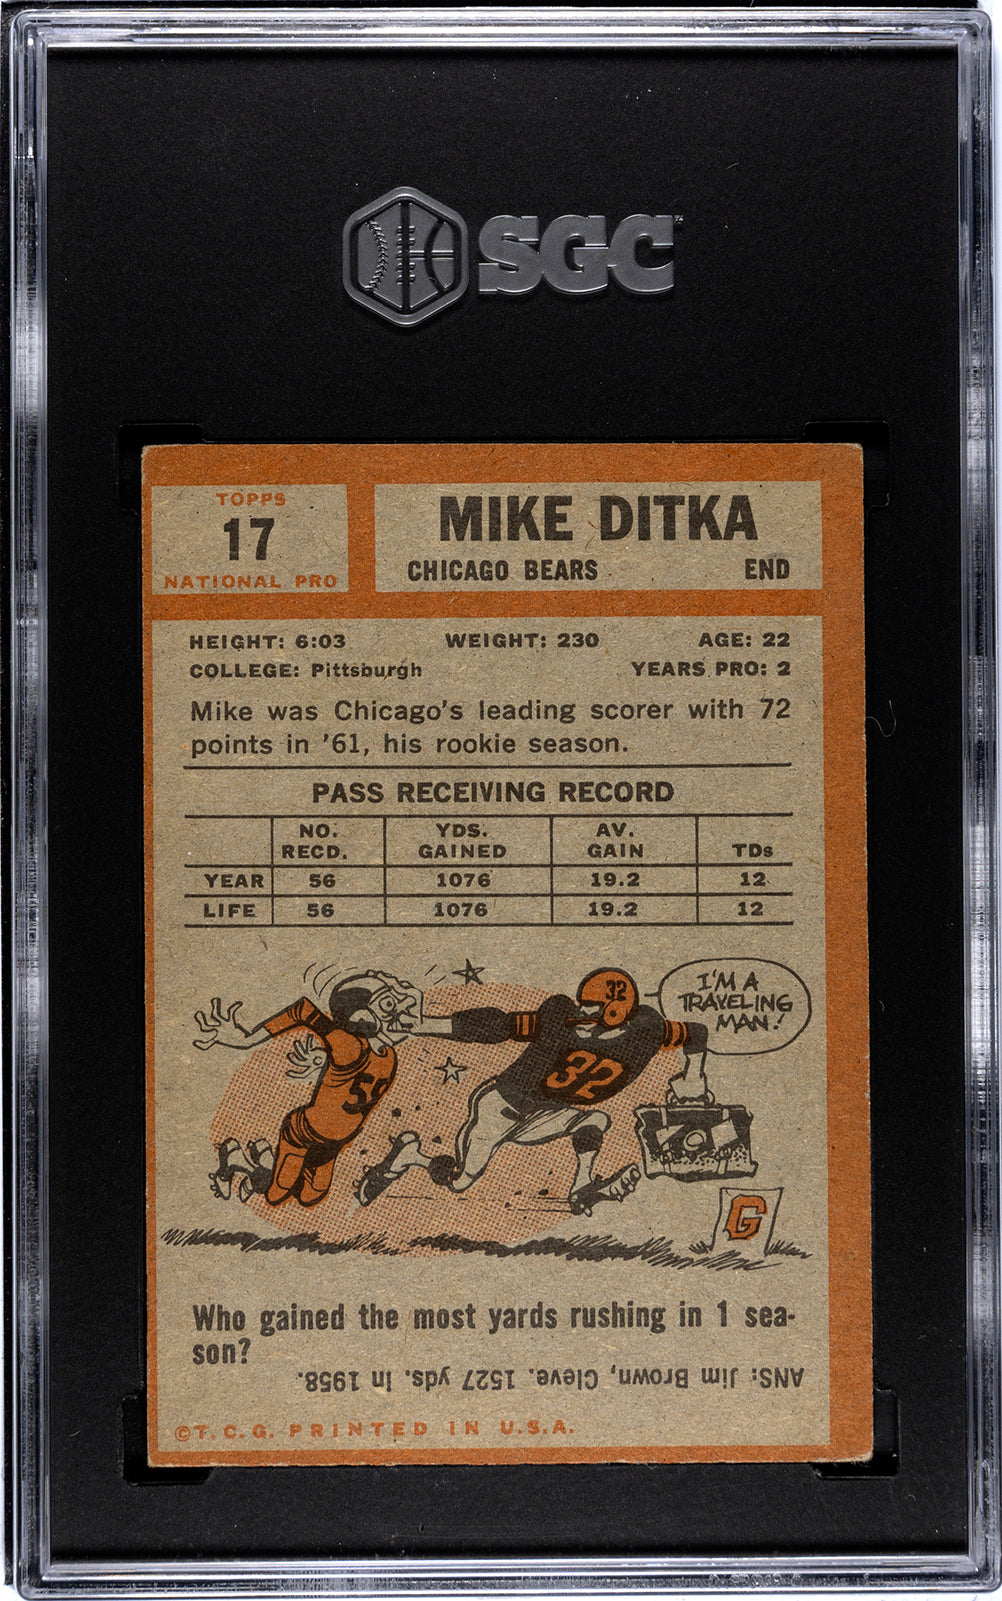 SGC
TOPPS
17
NATIONAL PRO
MIKE DITKA
CHICAGO BEARS END
HEIGHT: 6:03 WEIGHT: 230 AGE: 22
COLLEGE: Pittsburgh YEARS PRO: 2
Mike was Chicago's leading scorer with 72
points in '61, his rookie season.
PASS RECEIVING RECORD
NO. YDS. AV.
RECD. GAINED GAIN TDs
YEAR 56 1076 19.2 12
LIFE 56 1076 19.2 12
I'M A
TRAVELING
MAN!
32
32
G
Who gained the most yards rushing in 1 sea-
son?
ANS: Jim Brown, Cleve. 1527 yds. in 1958.
©T.C.G. PRINTED IN U.S.A.